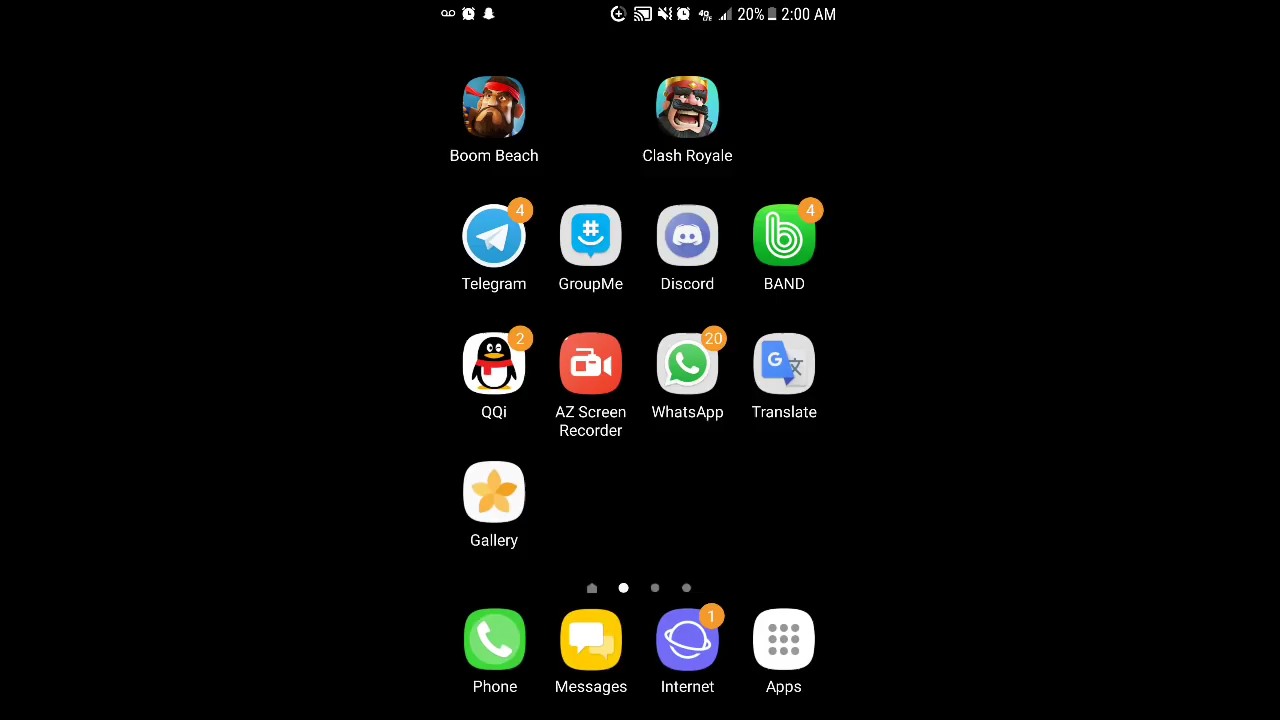 20% 2:00 AM
Boom Beach Clash Royale
4 4
Telegram GroupMe Discord BAND
2 20
QQi AZ Screen Recorder WhatsApp Translate
Gallery
1
Phone Messages Internet Apps